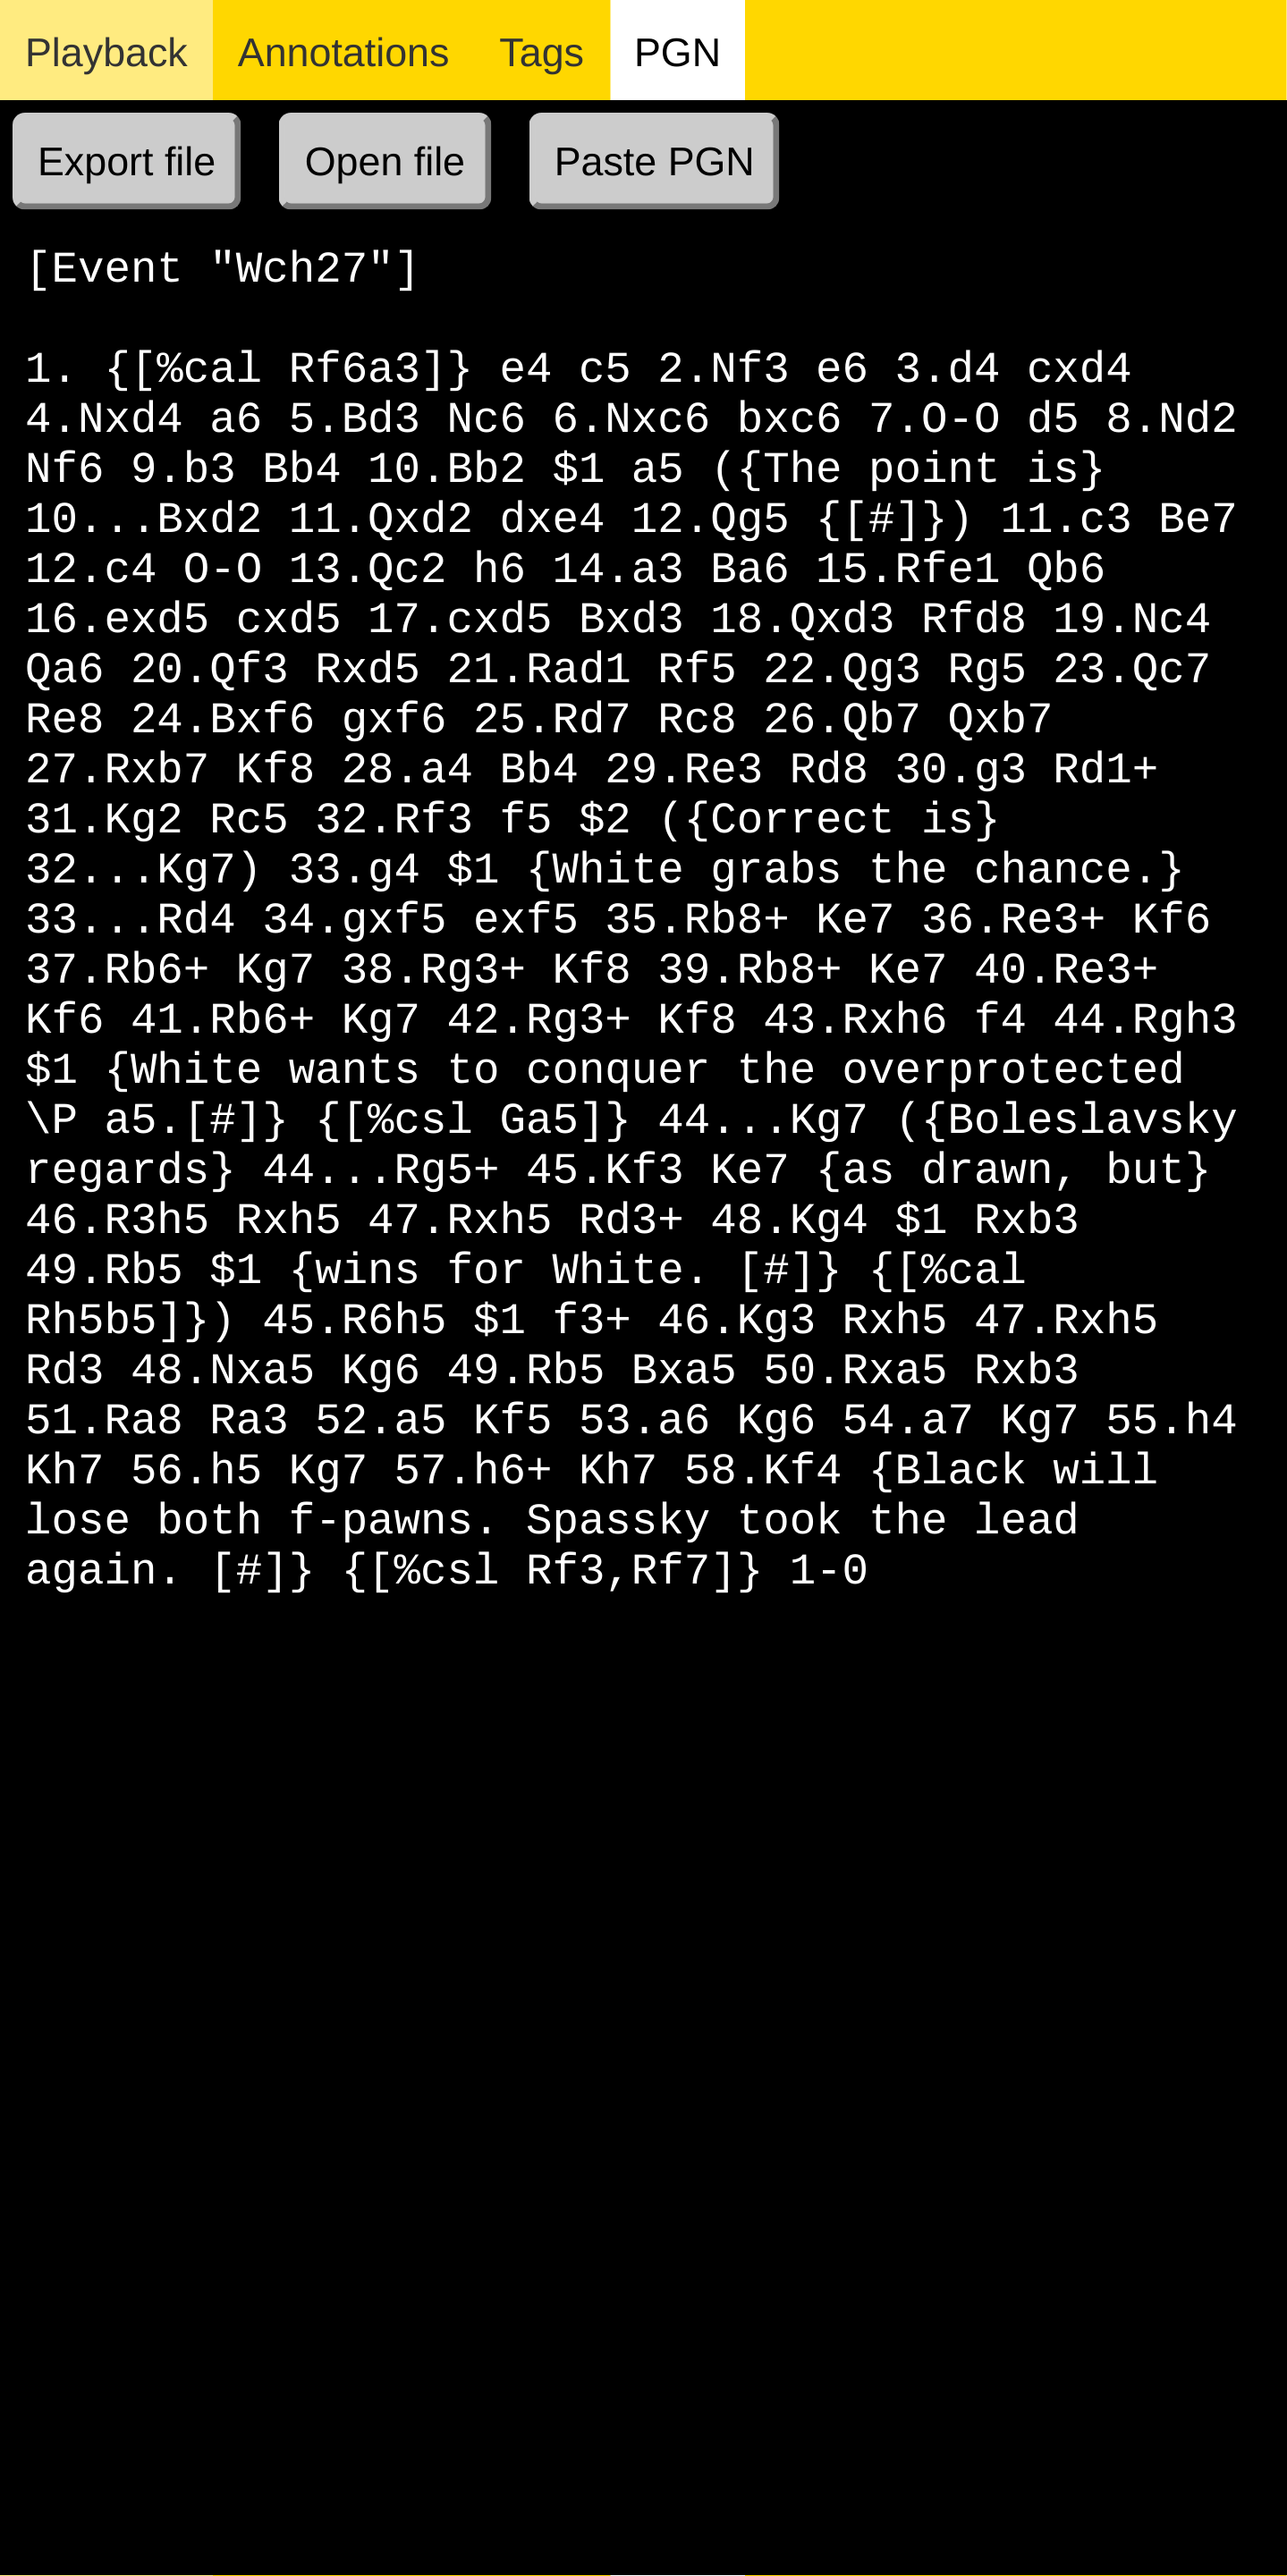 Playback Annotations Tags PGN
Export file Open file Paste PGN
[Event "Wch27"]
1. {[%cal Rf6a3]} e4 c5 2.Nf3 e6 3.d4 cxd4
4.Nxd4 a6 5.Bd3 Nc6 6.Nxc6 bxc6 7.O-O d5 8.Nd2
Nf6 9.b3 Bb4 10.Bb2 $1 a5 ({The point is}
10...Bxd2 11.Qxd2 dxe4 12.Qg5 {[#]}) 11.c3 Be7
12.c4 O-O 13.Qc2 h6 14.a3 Ba6 15.Rfe1 Qb6
16.exd5 cxd5 17.cxd5 Bxd3 18.Qxd3 Rfd8 19.Nc4
Qa6 20.Qf3 Rxd5 21.Rad1 Rf5 22.Qg3 Rg5 23.Qc7
Re8 24.Bxf6 gxf6 25.Rd7 Rc8 26.Qb7 Qxb7
27.Rxb7 Kf8 28.a4 Bb4 29.Re3 Rd8 30.g3 Rd1+
31.Kg2 Rc5 32.Rf3 f5 $2 ({Correct is}
32...Kg7) 33.g4 $1 {White grabs the chance.}
33...Rd4 34.gxf5 exf5 35.Rb8+ Ke7 36.Re3+ Kf6
37.Rb6+ Kg7 38.Rg3+ Kf8 39.Rb8+ Ke7 40.Re3+
Kf6 41.Rb6+ Kg7 42.Rg3+ Kf8 43.Rxh6 f4 44.Rgh3
$1 {White wants to conquer the overprotected
\P a5.[#]} {[%csl Ga5]} 44...Kg7 ({Boleslavsky
regards} 44...Rg5+ 45.Kf3 Ke7 {as drawn, but}
46.R3h5 Rxh5 47.Rxh5 Rd3+ 48.Kg4 $1 Rxb3
49.Rb5 $1 {wins for White. [#]} {[%cal
Rh5b5]}) 45.R6h5 $1 f3+ 46.Kg3 Rxh5 47.Rxh5
Rd3 48.Nxa5 Kg6 49.Rb5 Bxa5 50.Rxa5 Rxb3
51.Ra8 Ra3 52.a5 Kf5 53.a6 Kg6 54.a7 Kg7 55.h4
Kh7 56.h5 Kg7 57.h6+ Kh7 58.Kf4 {Black will
lose both f-pawns. Spassky took the lead
again. [#]} {[%csl Rf3,Rf7]} 1-0